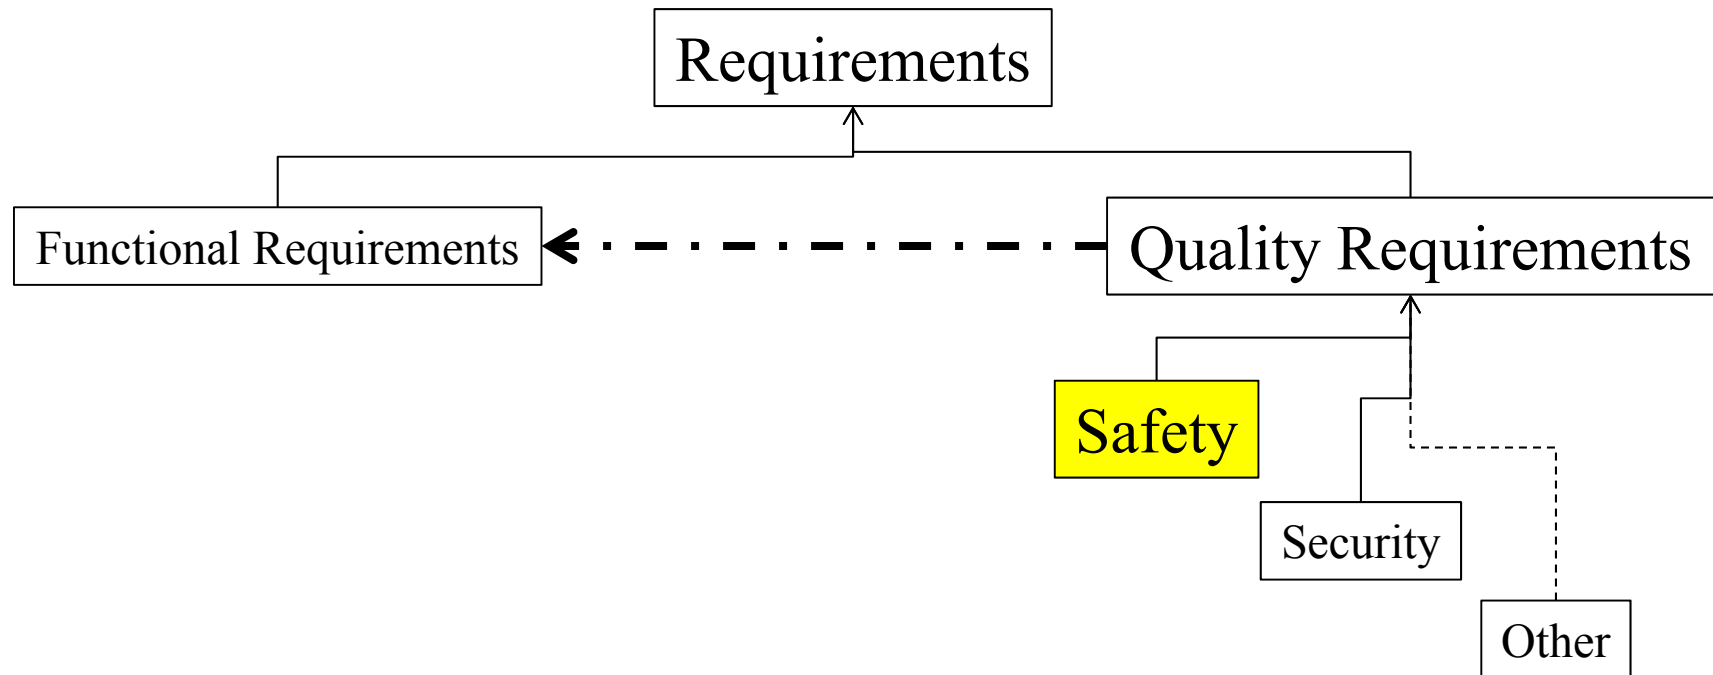 Requirements
Functional Requirements
Quality Requirements
Safety
Security
Other